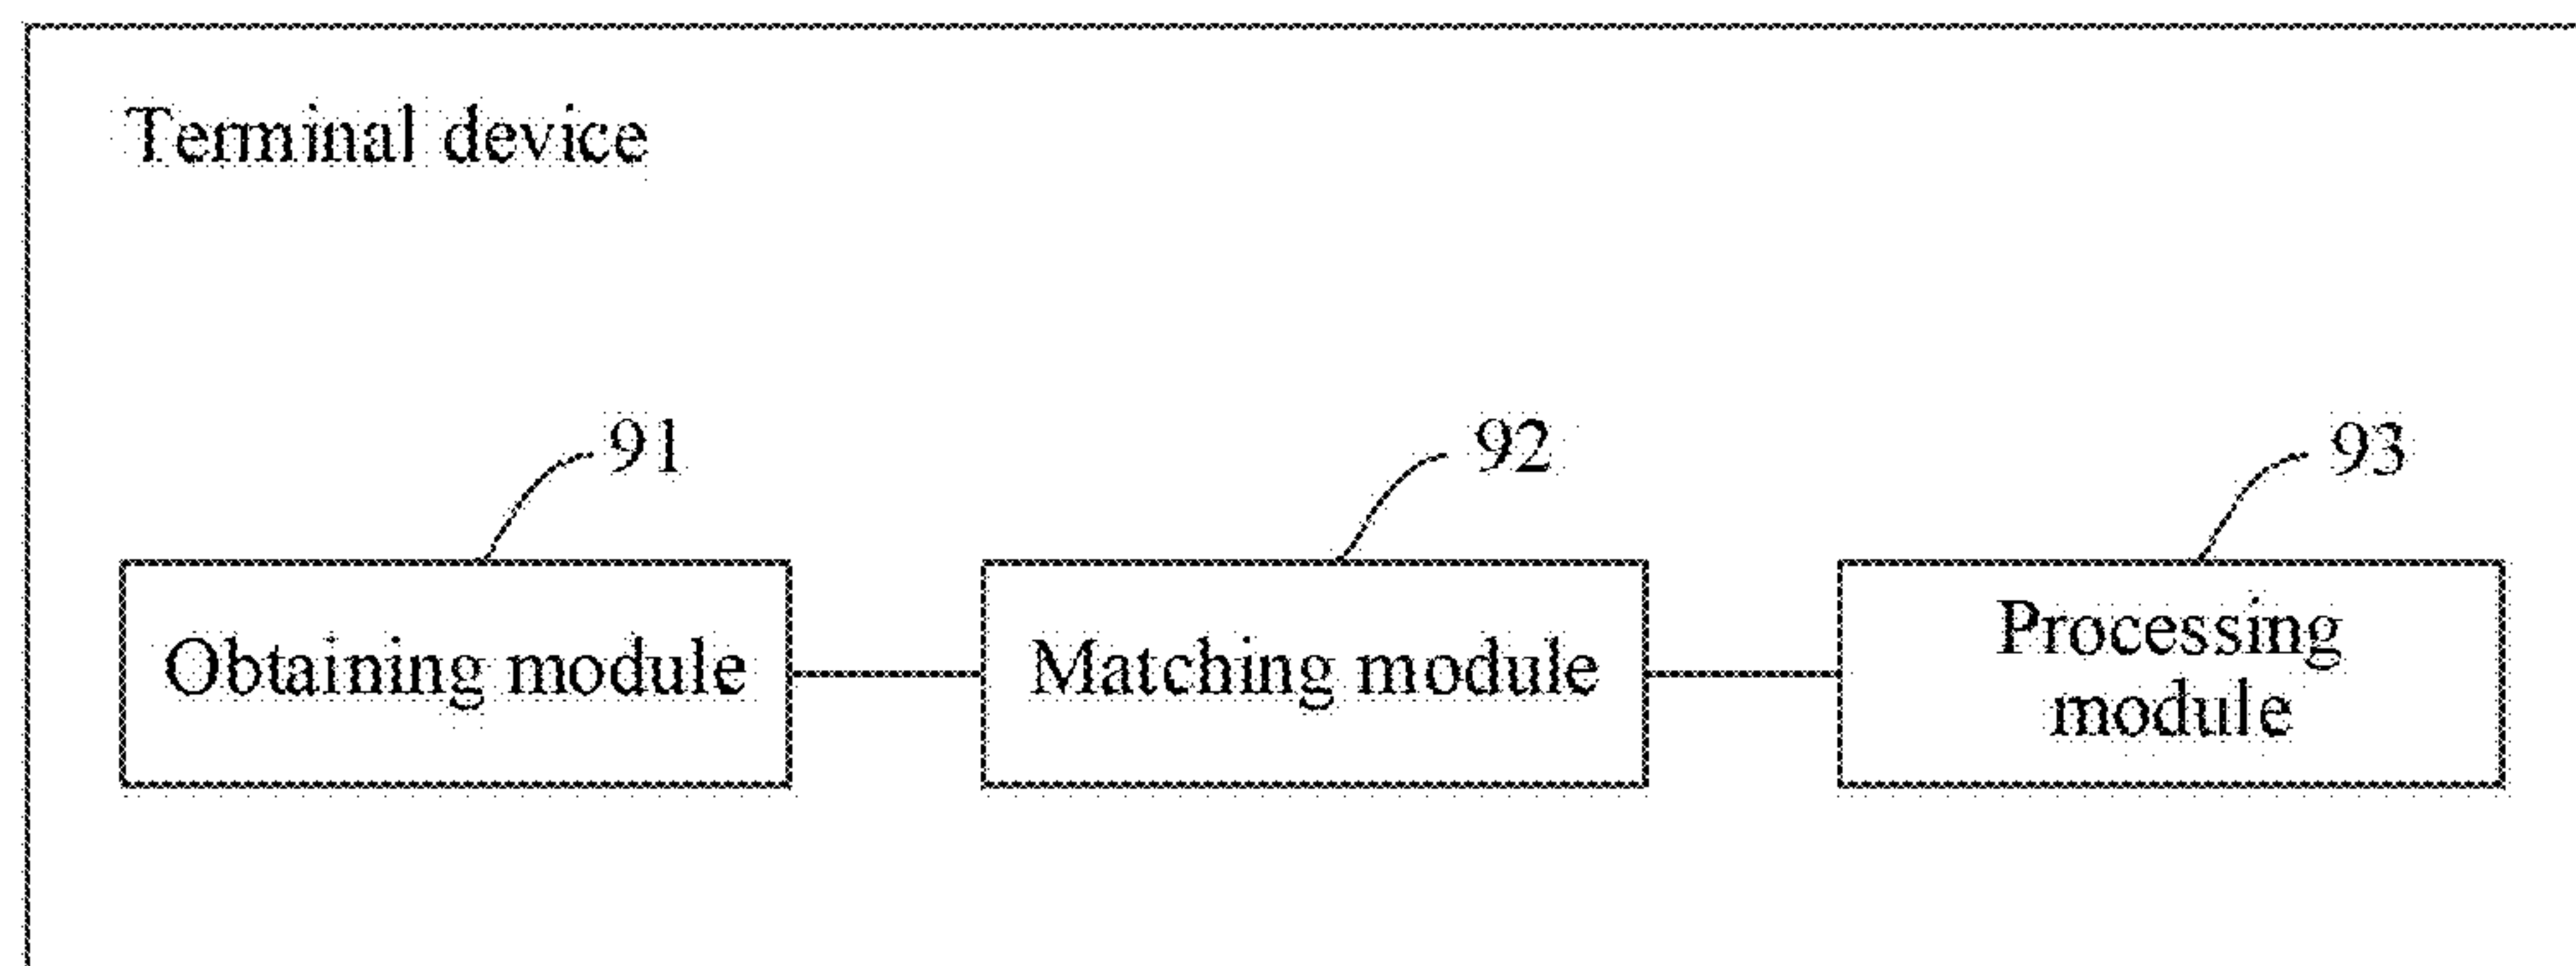 Terminal device
91
92
93
Obtaining module
Matching module
Processing
module